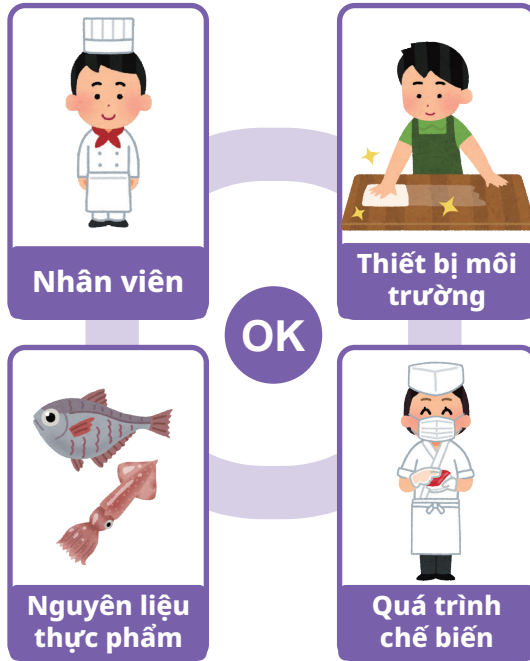 Nhân viên
Thiết bị môi
trường
OK
Nguyên liệu
thực phẩm
Quá trình
chế biến